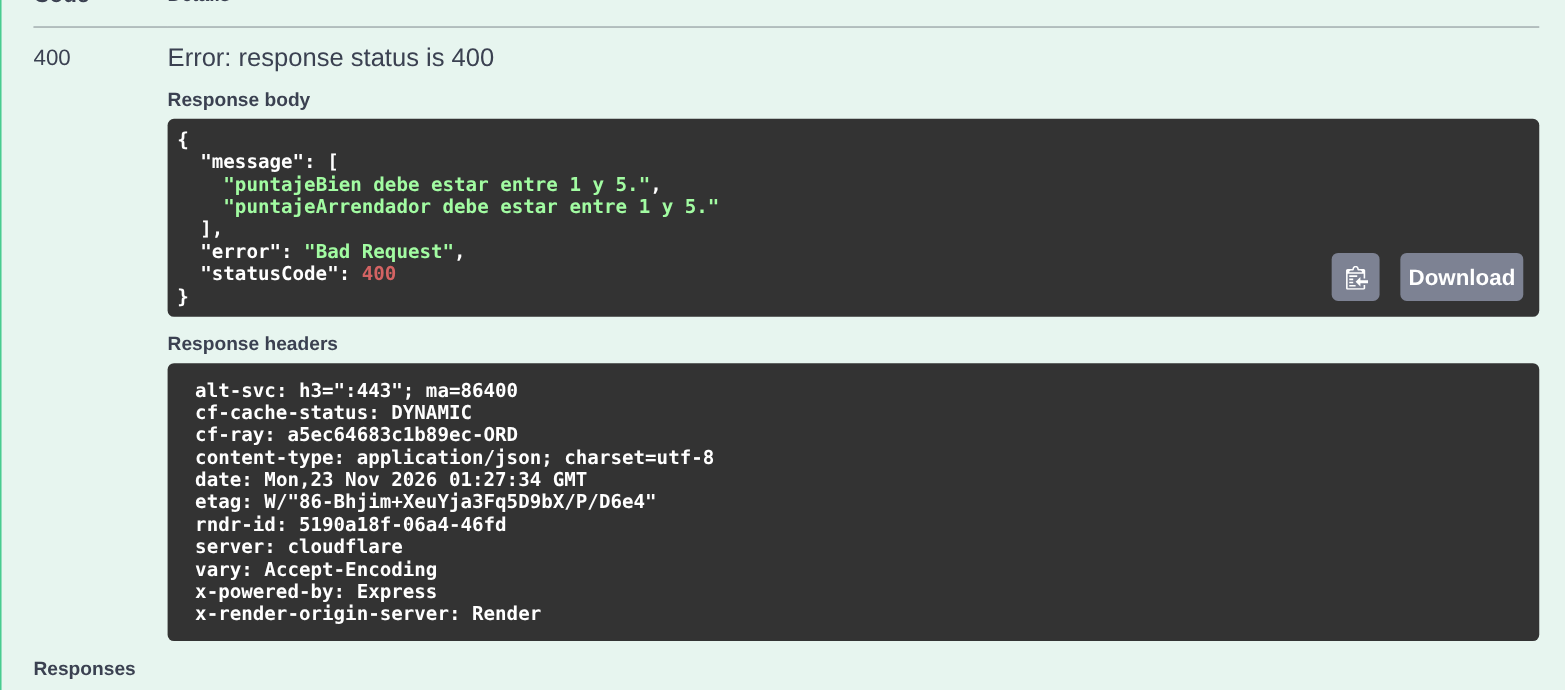 Code Details
400 Error: response status is 400
Response body
{
  "message": [
    "puntajeBien debe estar entre 1 y 5.",
    "puntajeArrendador debe estar entre 1 y 5."
  ],
  "error": "Bad Request",
  "statusCode": 400
}
Download
Response headers
alt-svc: h3=":443"; ma=86400
cf-cache-status: DYNAMIC
cf-ray: a5ec64683c1b89ec-ORD
content-type: application/json; charset=utf-8
date: Mon,23 Nov 2026 01:27:34 GMT
etag: W/"86-Bhjim+XeuYja3Fq5D9bX/P/D6e4"
rndr-id: 5190a18f-06a4-46fd
server: cloudflare
vary: Accept-Encoding
x-powered-by: Express
x-render-origin-server: Render
Responses